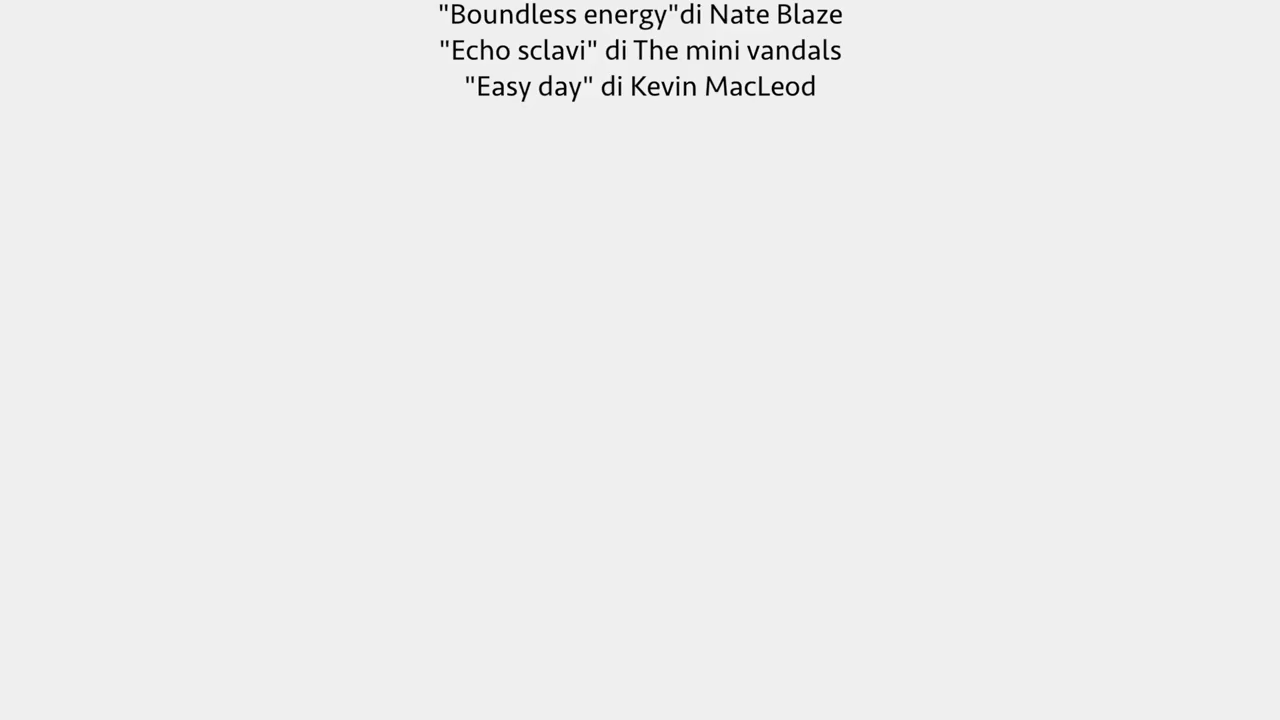 "Boundless energy"di Nate Blaze
"Echo sclavi" di The mini vandals
"Easy day" di Kevin MacLeod